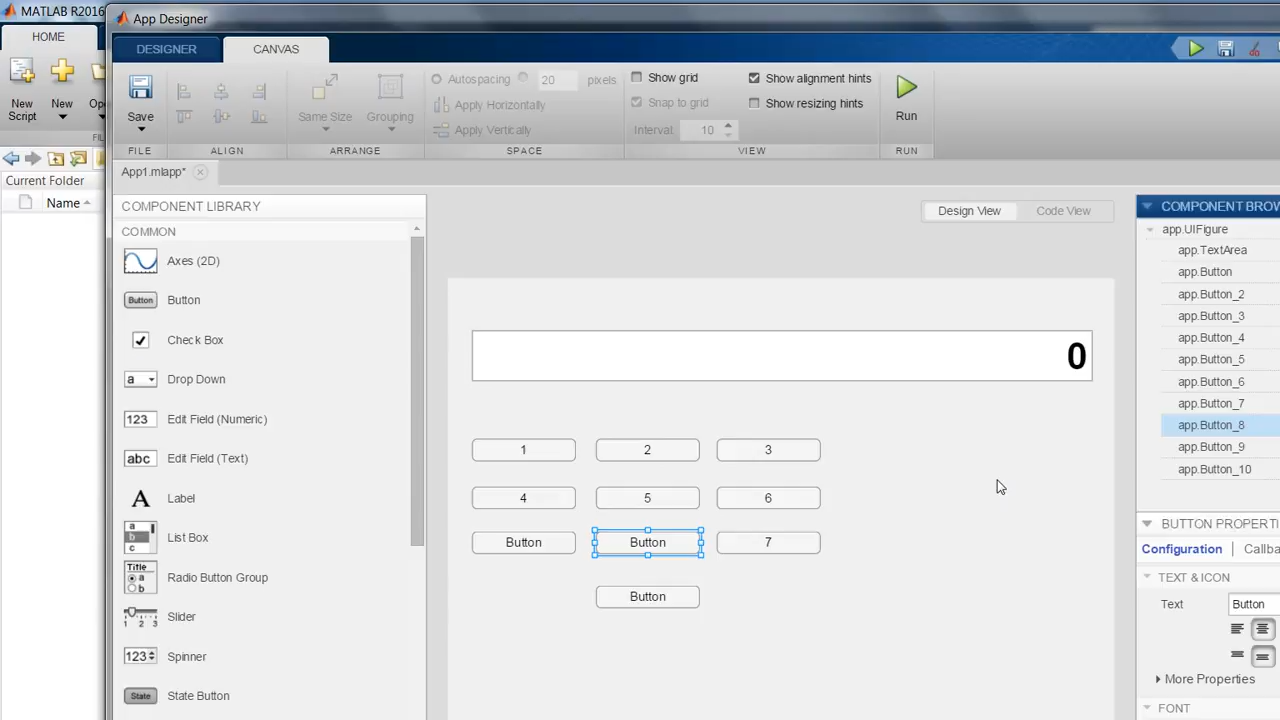 MATLAB R2016
App Designer
HOME
DESIGNER
CANVAS
New Script
New
Save
FILE
ALIGN
Same Size
Grouping
ARRANGE
Autospacing
20
pixels
Apply Horizontally
Apply Vertically
SPACE
Show grid
Snap to grid
Interval
10
Show alignment hints
Show resizing hints
VIEW
Run
RUN
Current Folder
Name
App1.mlapp*
COMPONENT LIBRARY
COMMON
Axes (2D)
Button
Button
Check Box
a
Drop Down
123
Edit Field (Numeric)
abc
Edit Field (Text)
A
Label
a
b
c
List Box
Title
a
b
Radio Button Group
1 2 3
Slider
123
Spinner
State
State Button
Design View
Code View
0
1
2
3
4
5
6
Button
Button
7
Button
app.UIFigure
app.TextArea
app.Button
app.Button_2
app.Button_3
app.Button_4
app.Button_5
app.Button_6
app.Button_7
app.Button_8
app.Button_9
app.Button_10
COMPONENT BROW
BUTTON PROPERTI
Configuration
Callba
TEXT & ICON
Text
Button
More Properties
FONT